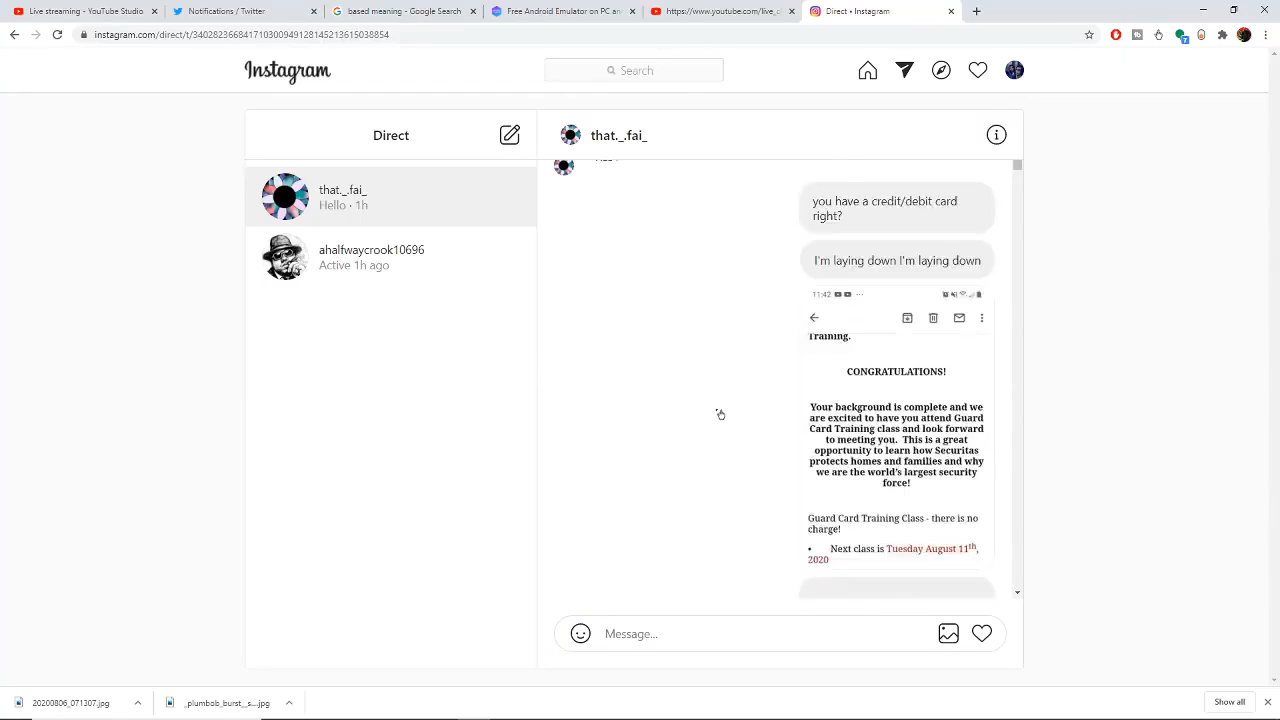 Live streaming - YouTube Studio
Notifications / Twitter
based meaning - Google Search
Free Android Emulator on PC and
https://www.youtube.com/live_c
Direct • Instagram
instagram.com/direct/t/340282366841710300949128145213615038854
Instagram
Search
Direct
that._.fai_
that._.fai_
Hello · 1h
ahalfwaycrook10696
Active 1h ago
you have a credit/debit card
right?
I'm laying down I'm laying down
11:42
Training.
CONGRATULATIONS!
Your background is complete and we
are excited to have you attend Guard
Card Training class and look forward
to meeting you. This is a great
opportunity to learn how Securitas
protects homes and families and why
we are the world's largest security
force!
Guard Card Training Class - there is no
charge!
• Next class is Tuesday August 11th,
2020
Message...
20200806_071307.jpg
_plumbob_burst__s....jpg
Show all